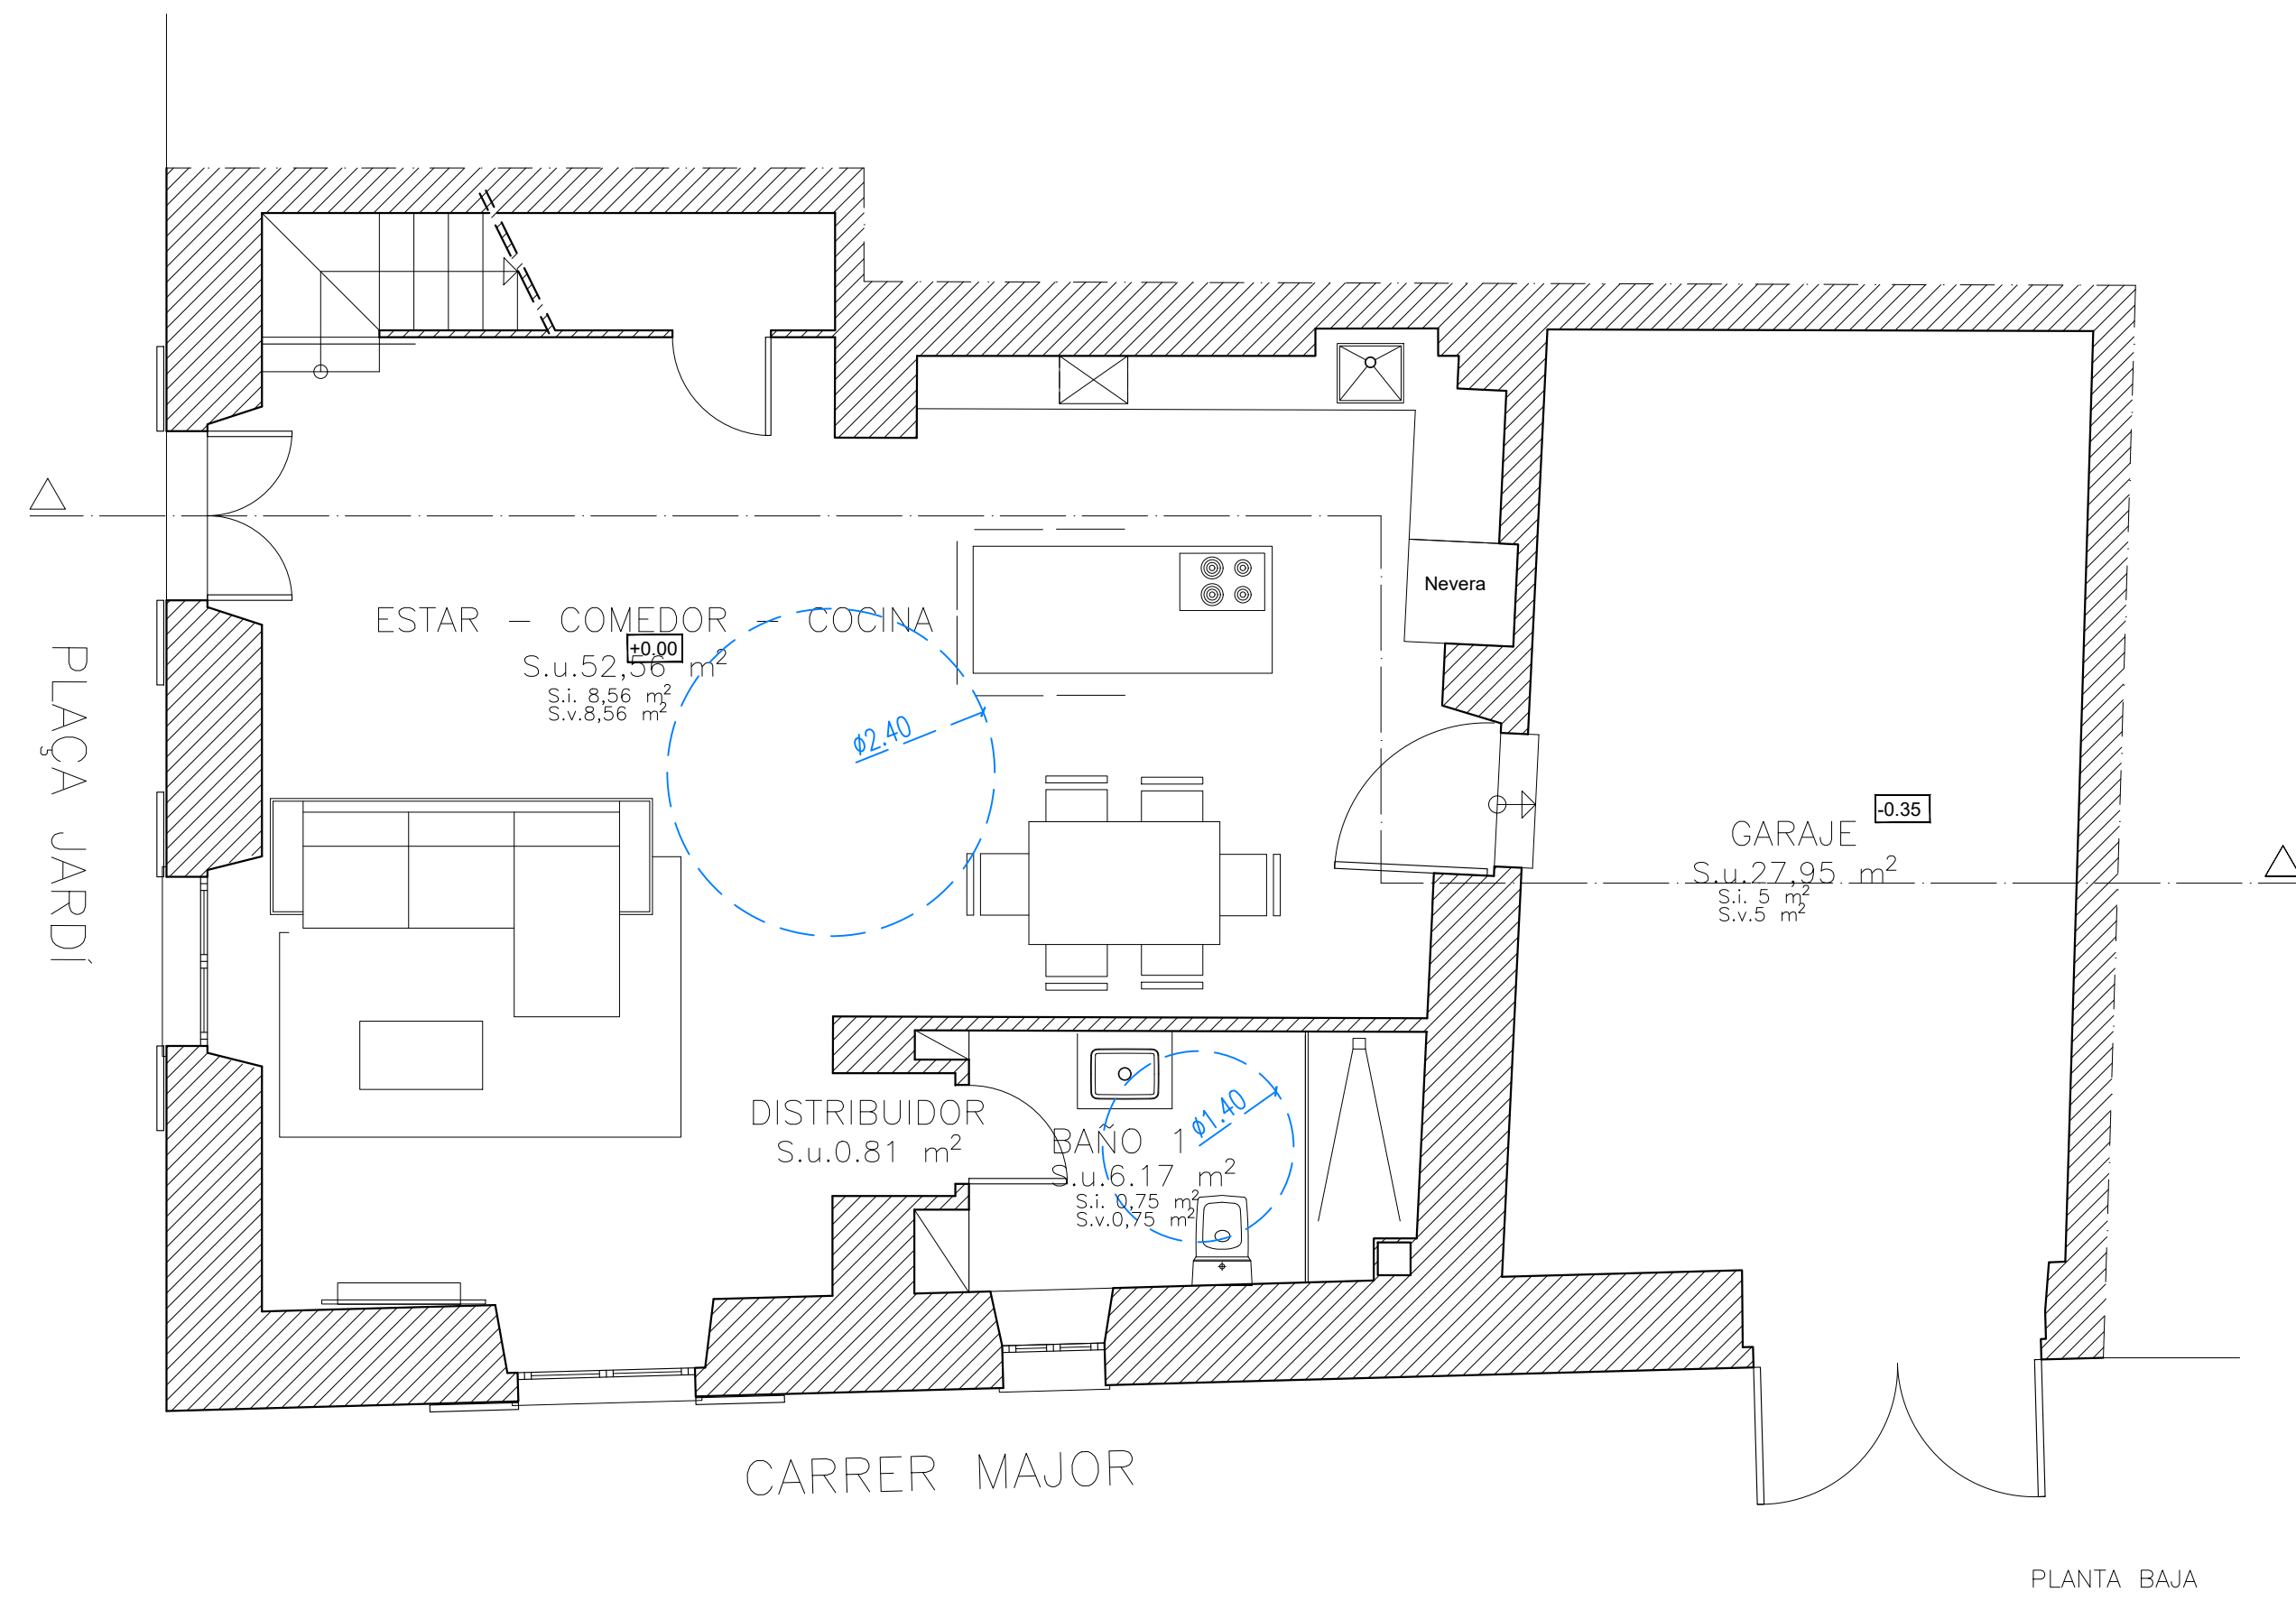 Nevera
ESTAR - COMEDOR - COCINA
+0.00
S.u.52,56 m²
S.i. 8,56 m²
S.v.8,56 m²
ø2.40
PLAÇA JARDÍ
-0.35
GARAJE
S.u.27,95 m²
S.i. 5 m²
S.v.5 m²
DISTRIBUIDOR
S.u.0.81 m²
ø1.40
BAÑO 1
S.u.6.17 m²
S.i. 0,75 m²
S.v.0,75 m²
CARRER MAJOR
PLANTA BAJA